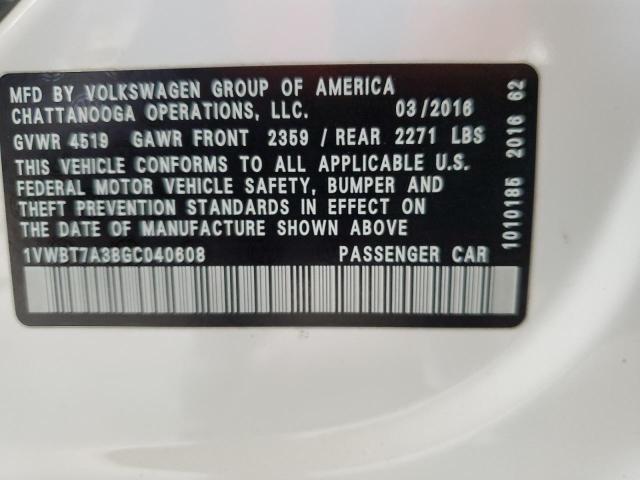 MFD BY VOLKSWAGEN GROUP OF AMERICA
CHATTANOOGA OPERATIONS, LLC. 03/2016
GVWR 4519 GAWR FRONT 2359 / REAR 2271 LBS
THIS VEHICLE CONFORMS TO ALL APPLICABLE U.S.
FEDERAL MOTOR VEHICLE SAFETY, BUMPER AND
THEFT PREVENTION STANDARDS IN EFFECT ON
THE DATE OF MANUFACTURE SHOWN ABOVE
1VWBT7A38GC040608 PASSENGER CAR
1010185 2016 62